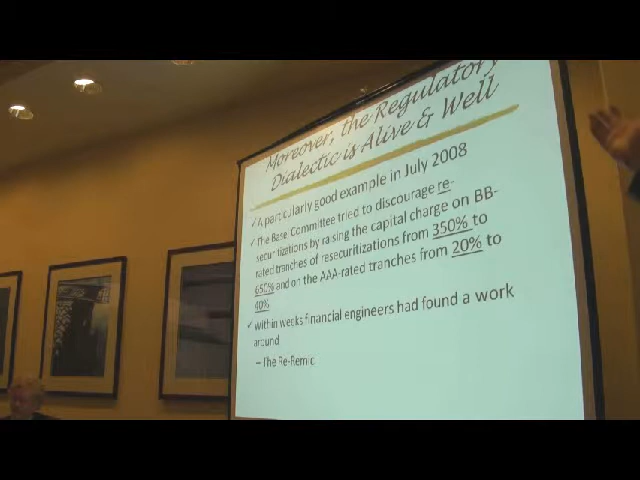 Moreover, the Regulatory
Dialectic is Alive & Well
✓ A particularly good example in July 2008
✓ The Basel Committee tried to discourage re-
securitizations by raising the capital charge on BB-
rated tranches of resecuritizations from 350% to
650% and on the AAA-rated tranches from 20% to
40%
✓ Within weeks financial engineers had found a work
around
– The Re-Remic